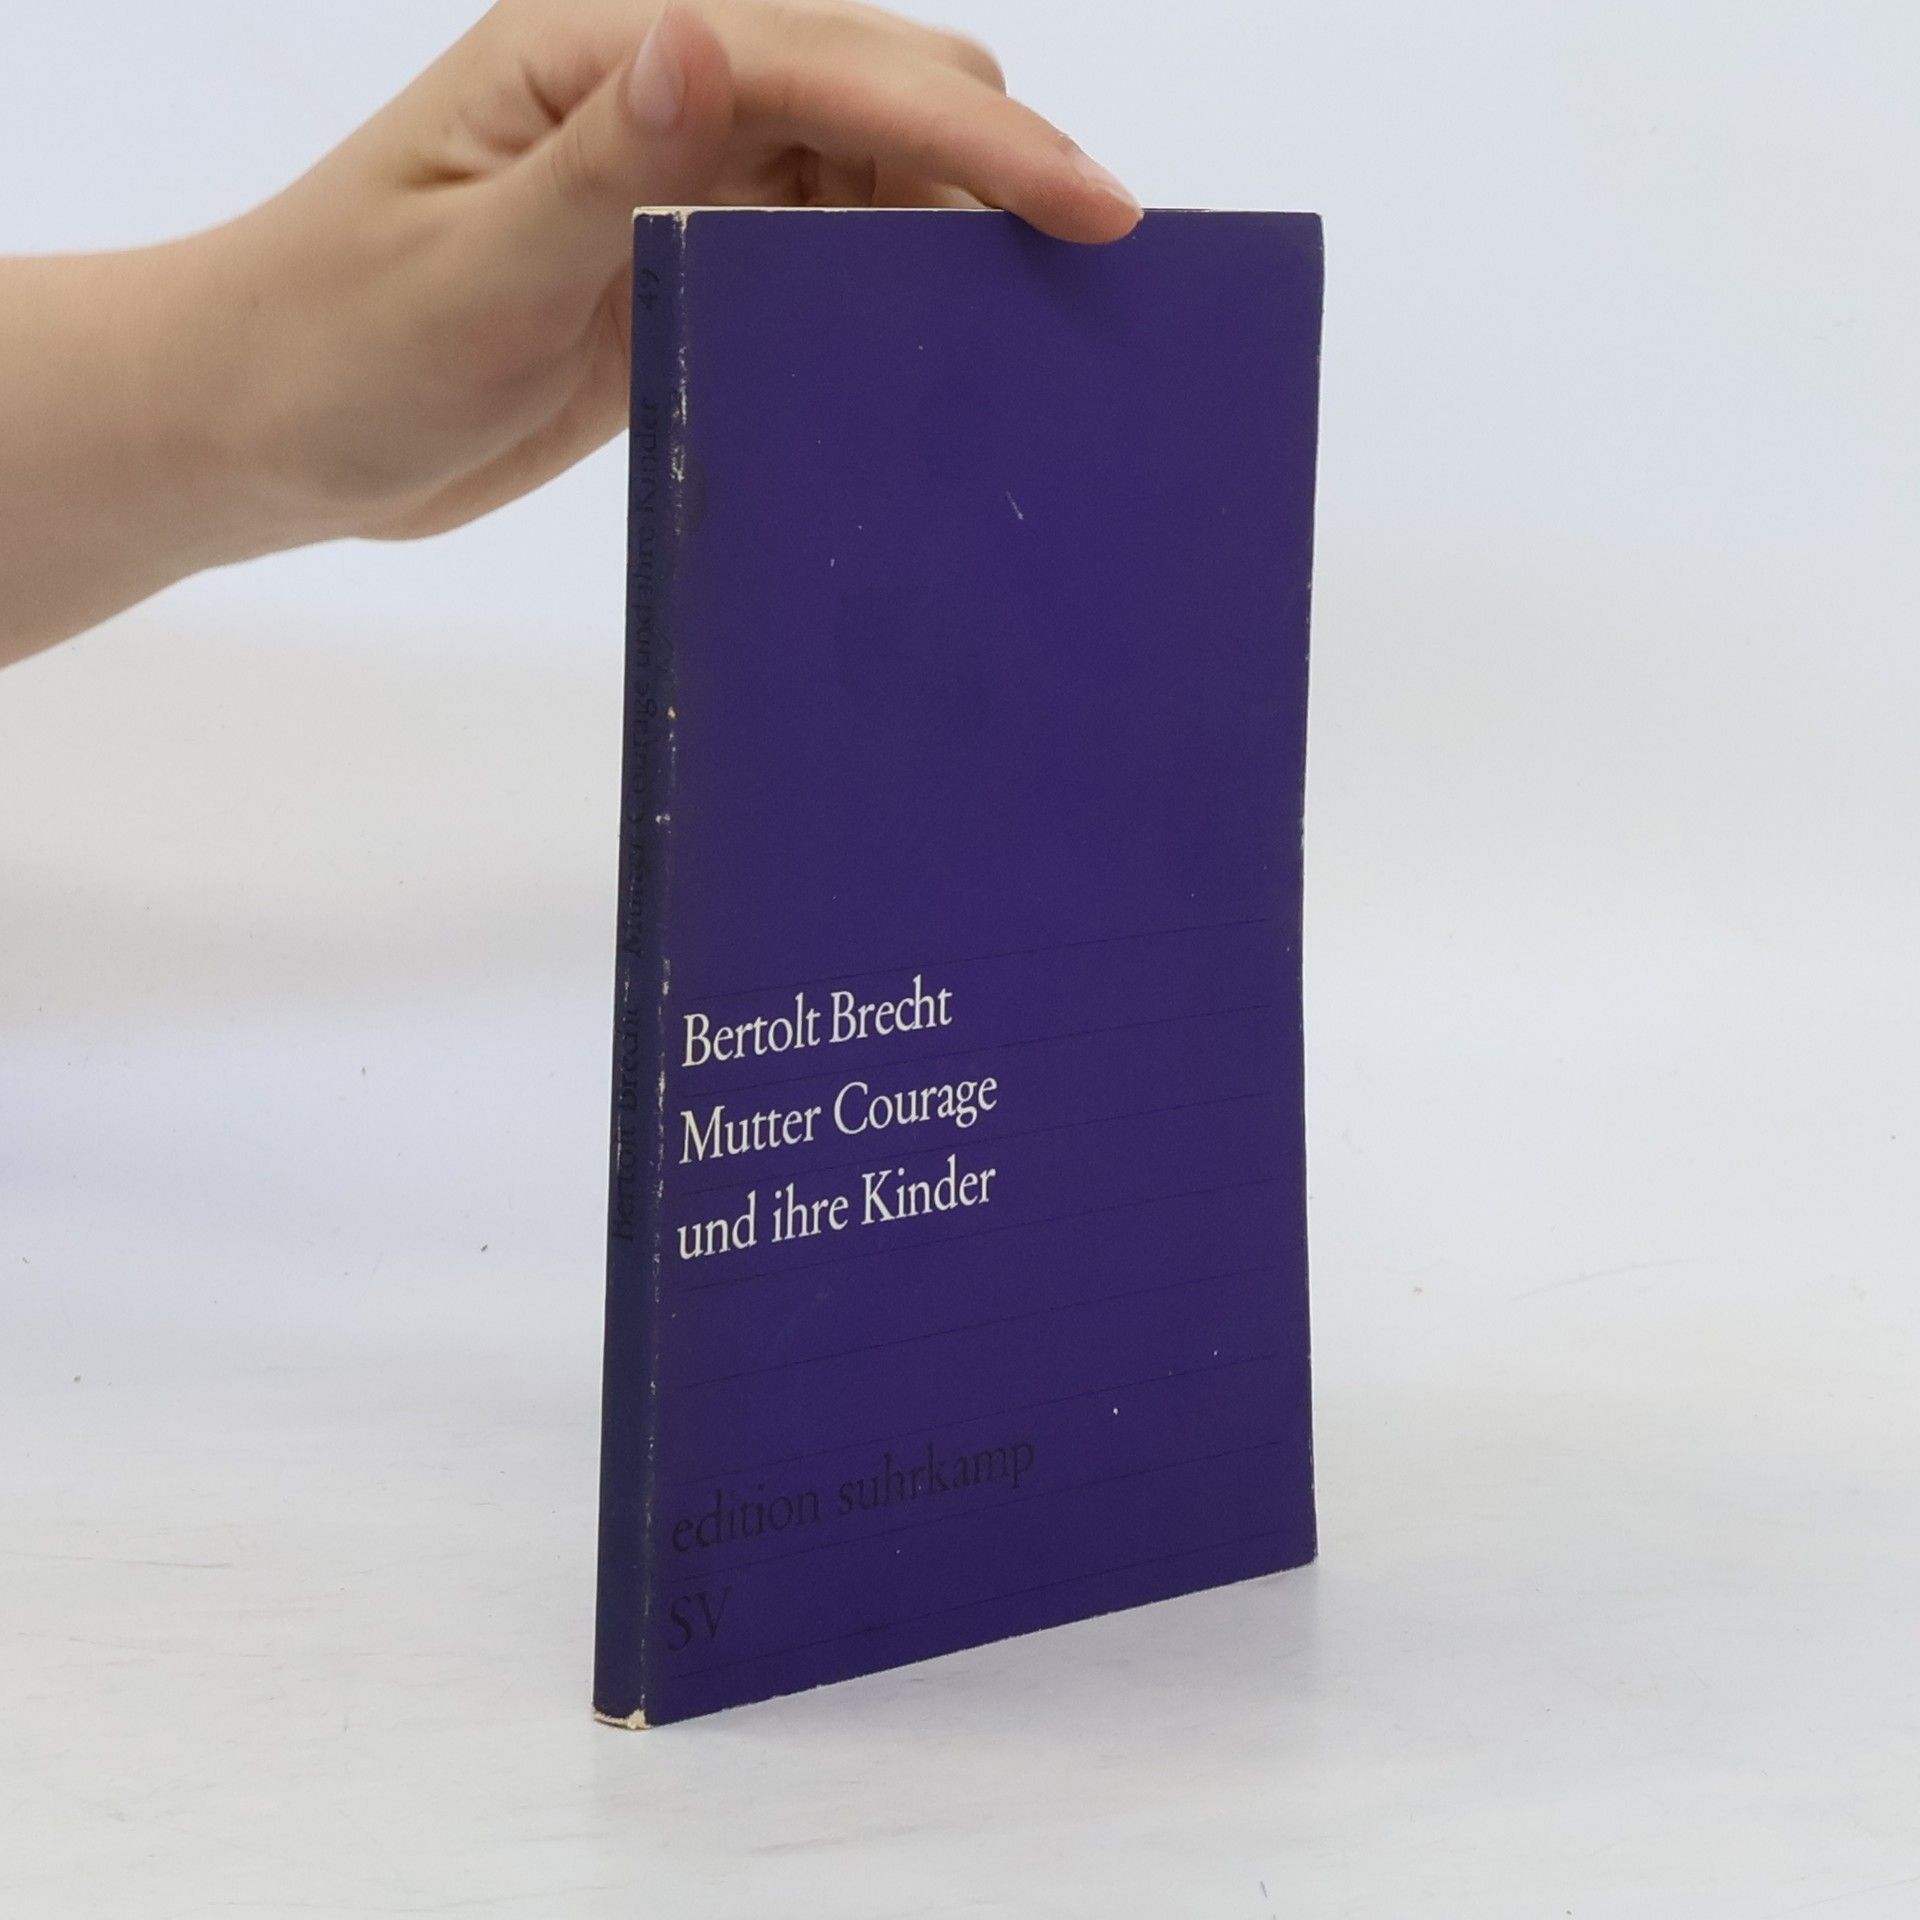 Bertolt Brecht
Mutter Courage
und ihre Kinder
edition suhrkamp
SV
Bertolt Brecht Mutter Courage und ihre Kinder 49